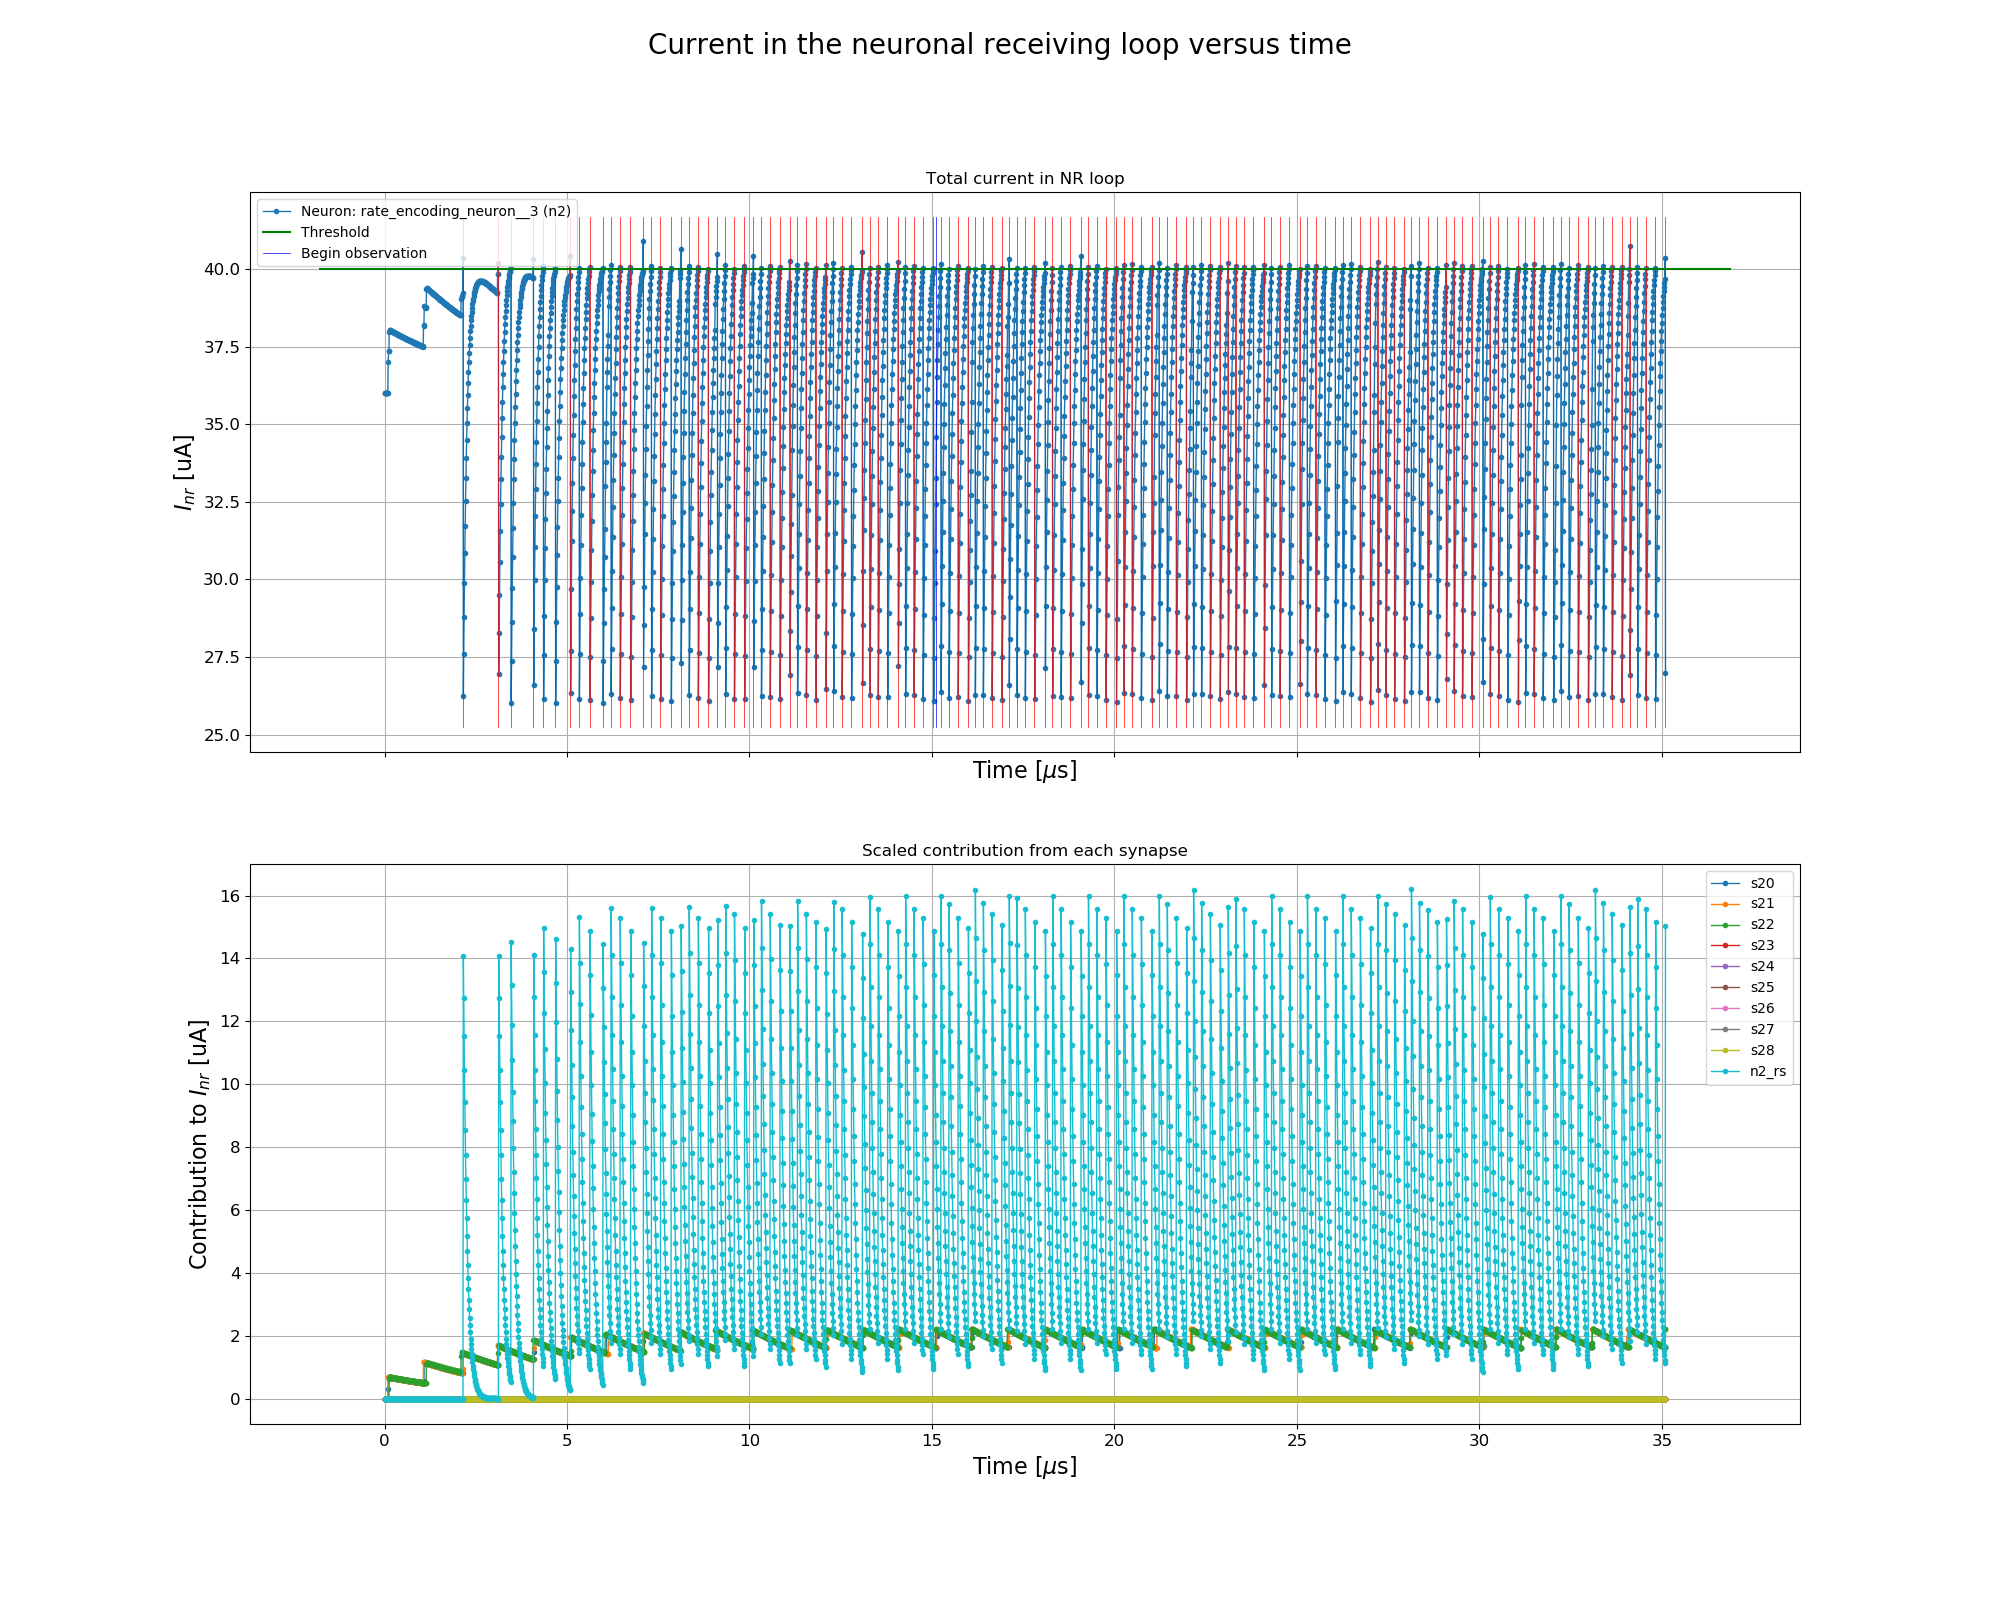 Current in the neuronal receiving loop versus time
Total current in NR loop
Neuron: rate_encoding_neuron__3 (n2)
Threshold
Begin observation
40.0
37.5
35.0
32.5
30.0
27.5
25.0
I_nr [uA]
Time [μs]
Scaled contribution from each synapse
s20
s21
s22
s23
s24
s25
s26
s27
s28
n2_rs
16
14
12
10
8
6
4
2
0
Contribution to I_nr [uA]
0 5 10 15 20 25 30 35
Time [μs]